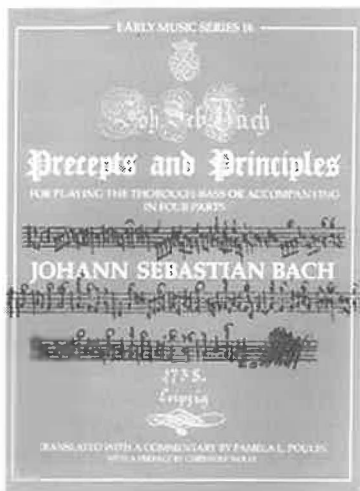 EARLY MUSIC SERIES 18
Joh Seb Bach
Precepts and Principles
FOR PLAYING THE THOROUGH-BASS OR ACCOMPANYING
IN FOUR PARTS
JOHANN SEBASTIAN BACH
1738.
Leipzig
TRANSLATED WITH A COMMENTARY BY PAMELA L. POULIN
WITH A PREFACE BY CHRISTOPH WOLFF